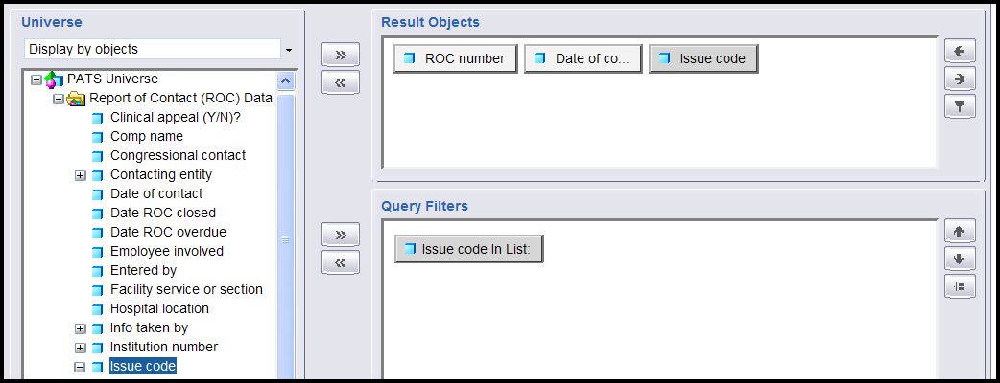 Universe
Display by objects
PATS Universe
Report of Contact (ROC) Data
Clinical appeal (Y/N)?
Comp name
Congressional contact
Contacting entity
Date of contact
Date ROC closed
Date ROC overdue
Employee involved
Entered by
Facility service or section
Hospital location
Info taken by
Institution number
Issue code
Result Objects
ROC number Date of co... Issue code
Query Filters
Issue code In List: